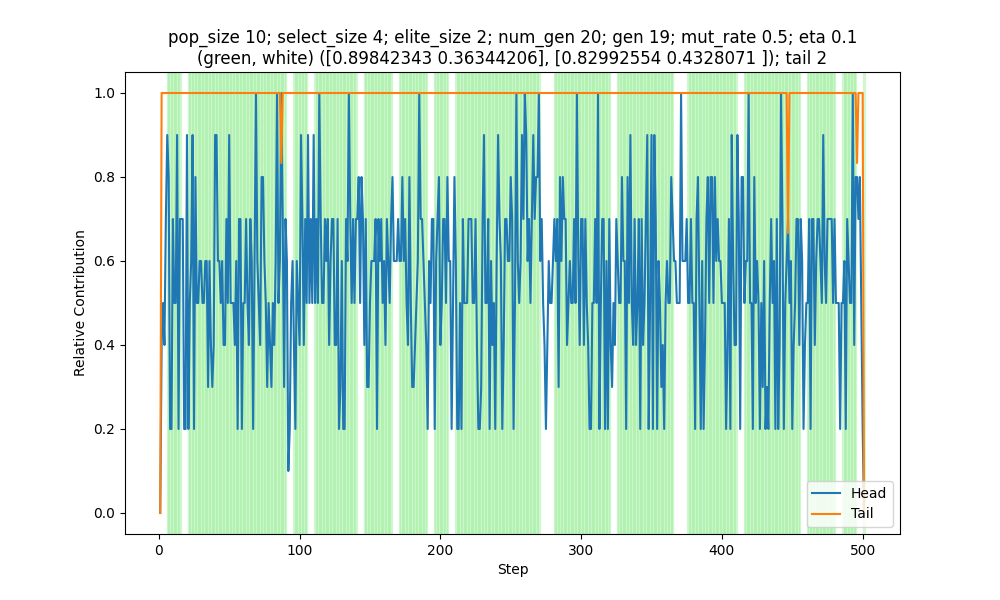 pop_size 10; select_size 4; elite_size 2; num_gen 20; gen 19; mut_rate 0.5; eta 0.1
(green, white) ([0.89842343 0.36344206], [0.82992554 0.4328071 ]); tail 2
1.0
0.8
0.6
0.4
0.2
0.0
Relative Contribution
Head
Tail
0
100
200
300
400
500
Step